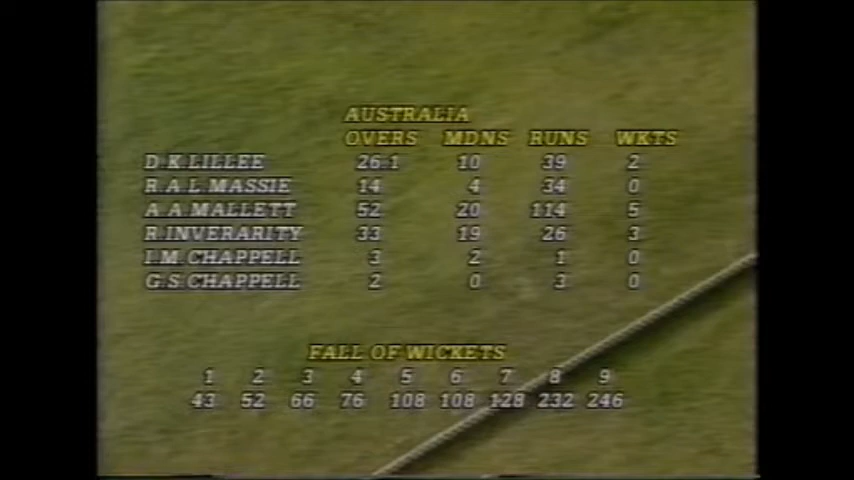 AUSTRALIA
OVERS MDNS RUNS WKTS
D.K.LILLEE 26.1 10 39 2
R.A.L.MASSIE 14 4 34 0
A.A.MALLETT 52 20 114 5
R.INVERARITY 33 19 26 3
I.M.CHAPPELL 3 2 1 0
G.S.CHAPPELL 2 0 3 0
FALL OF WICKETS
1 2 3 4 5 6 7 8 9
43 52 66 76 108 108 128 232 246